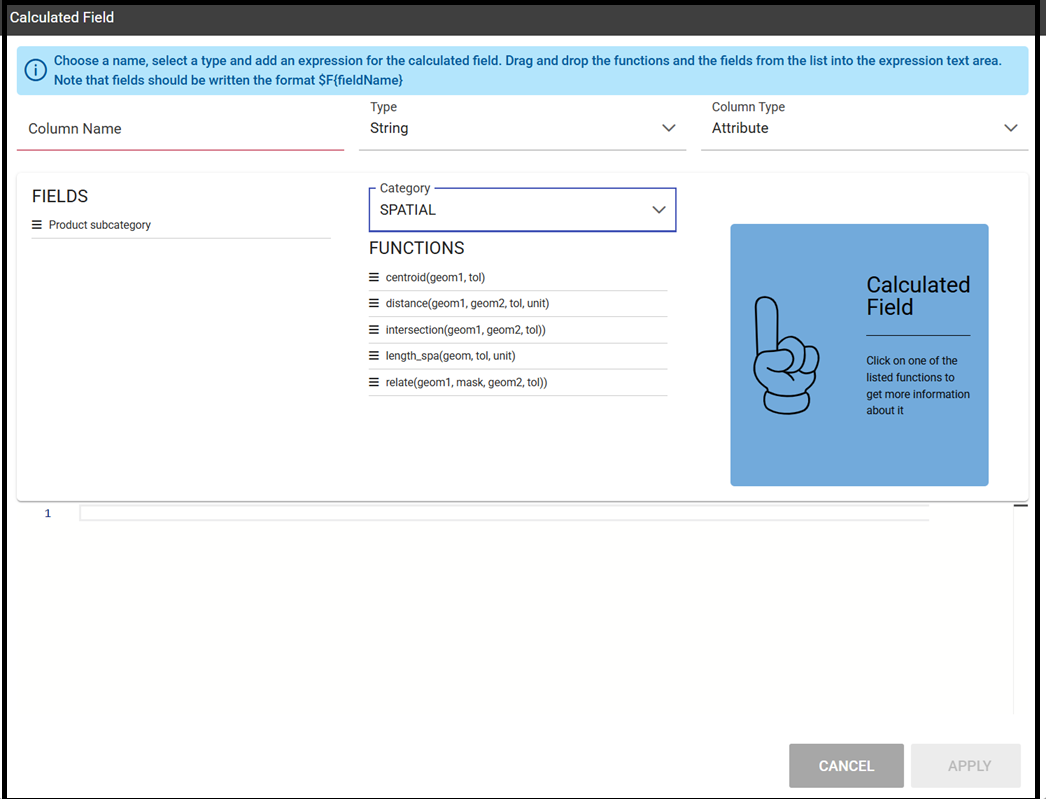 Calculated Field
Choose a name, select a type and add an expression for the calculated field. Drag and drop the functions and the fields from the list into the expression text area.
Note that fields should be written the format $F{fieldName}
Column Name
Type
String
Column Type
Attribute
FIELDS
Product subcategory
Category
SPATIAL
FUNCTIONS
centroid(geom1, tol)
distance(geom1, geom2, tol, unit)
intersection(geom1, geom2, tol))
length_spa(geom, tol, unit)
relate(geom1, mask, geom2, tol))
Calculated
Field
Click on one of the
listed functions to
get more information
about it
1
CANCEL
APPLY